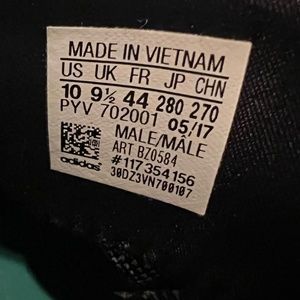 MADE IN VIETNAM
US UK FR JP CHN
10 9½ 44 280 270
PYV 702001 05/17
MALE/MÂLE
ART BZ0584
#117354156
adidas 30DZ3VN700107